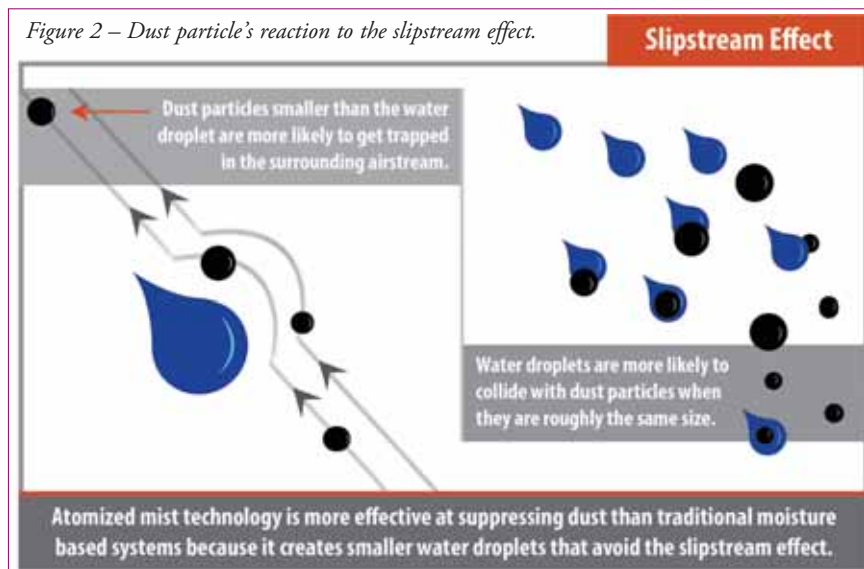 Figure 2 – Dust particle's reaction to the slipstream effect.
Slipstream Effect
Dust particles smaller than the water
droplet are more likely to get trapped
in the surrounding airstream.
Water droplets are more likely to
collide with dust particles when
they are roughly the same size.
Atomized mist technology is more effective at suppressing dust than traditional moisture
based systems because it creates smaller water droplets that avoid the slipstream effect.